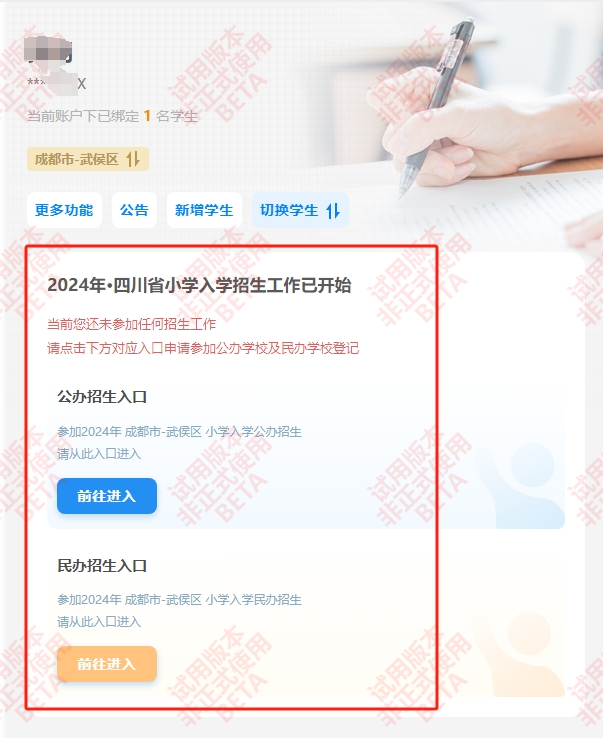 X
当前账户下已绑定 1 名学生
成都市-武侯区
更多功能 公告 新增学生 切换学生
2024年•四川省小学入学招生工作已开始
当前您还未参加任何招生工作
请点击下方对应入口申请参加公办学校及民办学校登记
公办招生入口
参加2024年 成都市-武侯区 小学入学公办招生
请从此入口进入
前往进入
民办招生入口
参加2024年 成都市-武侯区 小学入学民办招生
请从此入口进入
前往进入
试用版本
非正式使用
BETA